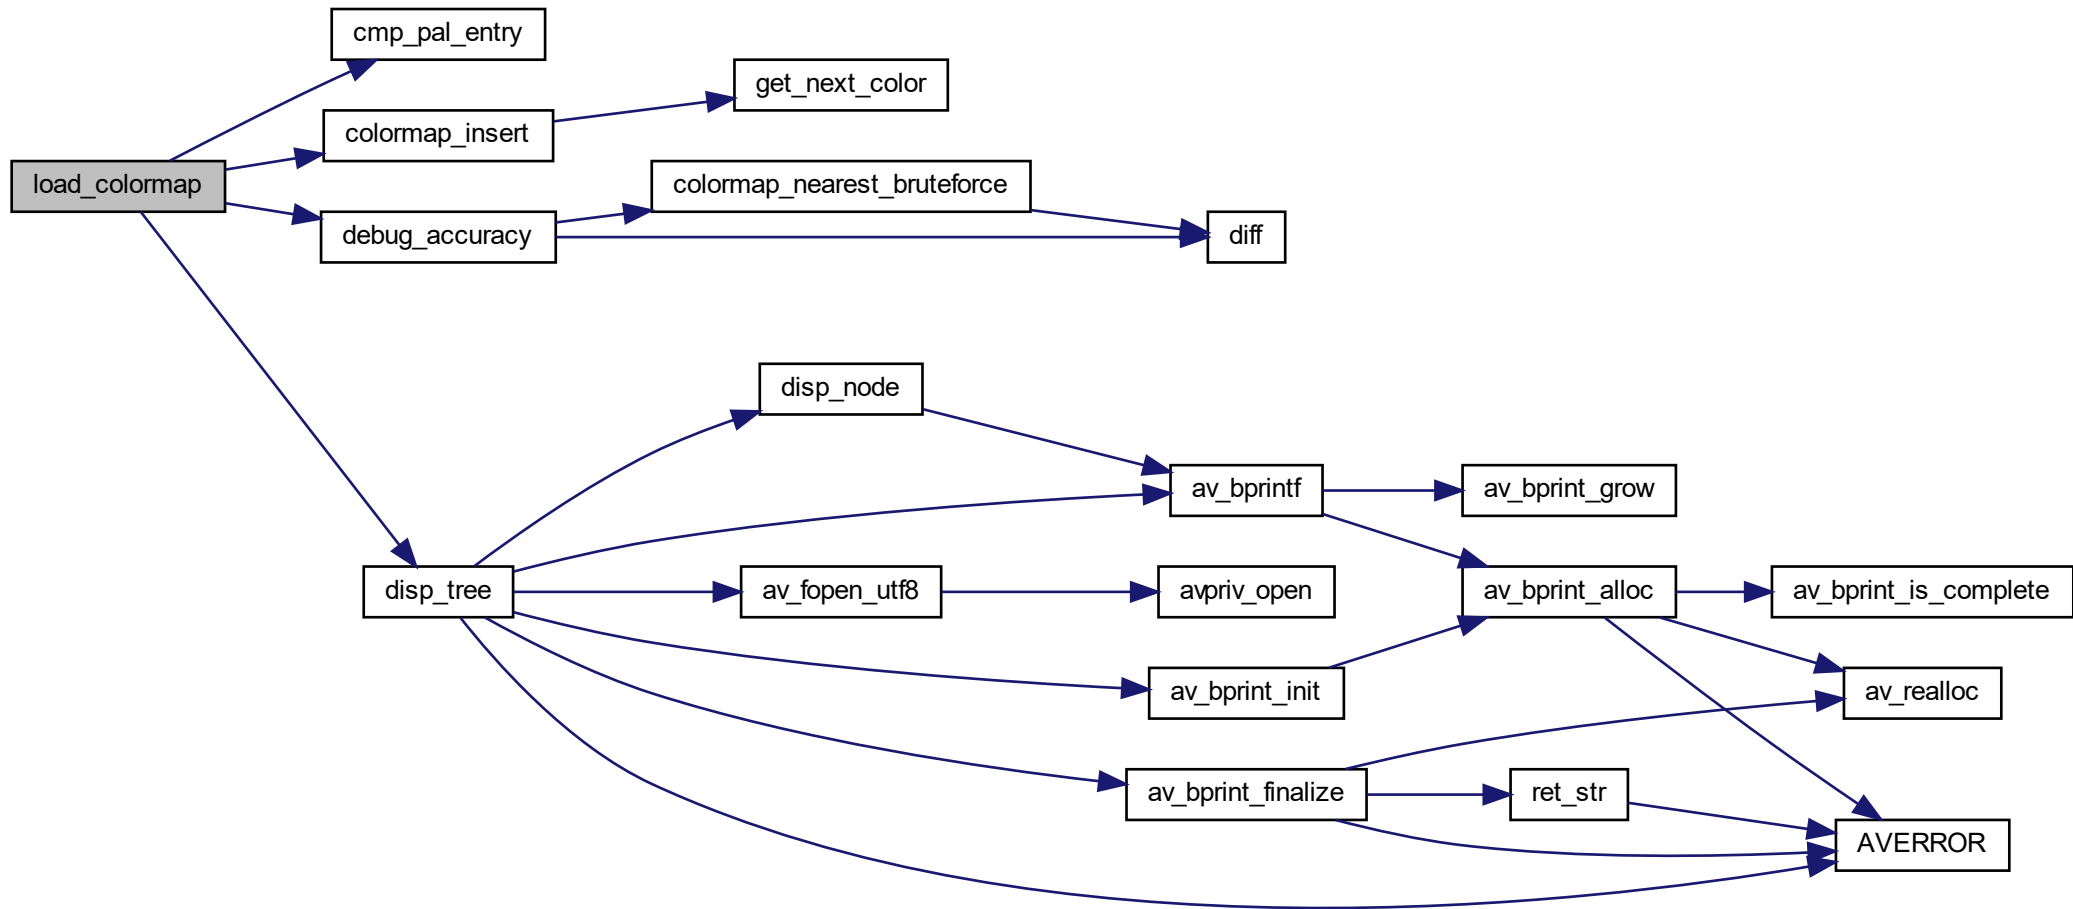 cmp_pal_entry
get_next_color
colormap_insert
load_colormap
colormap_nearest_bruteforce
debug_accuracy
diff
disp_node
av_bprintf
av_bprint_grow
disp_tree
av_fopen_utf8
avpriv_open
av_bprint_alloc
av_bprint_is_complete
av_bprint_init
av_realloc
av_bprint_finalize
ret_str
AVERROR